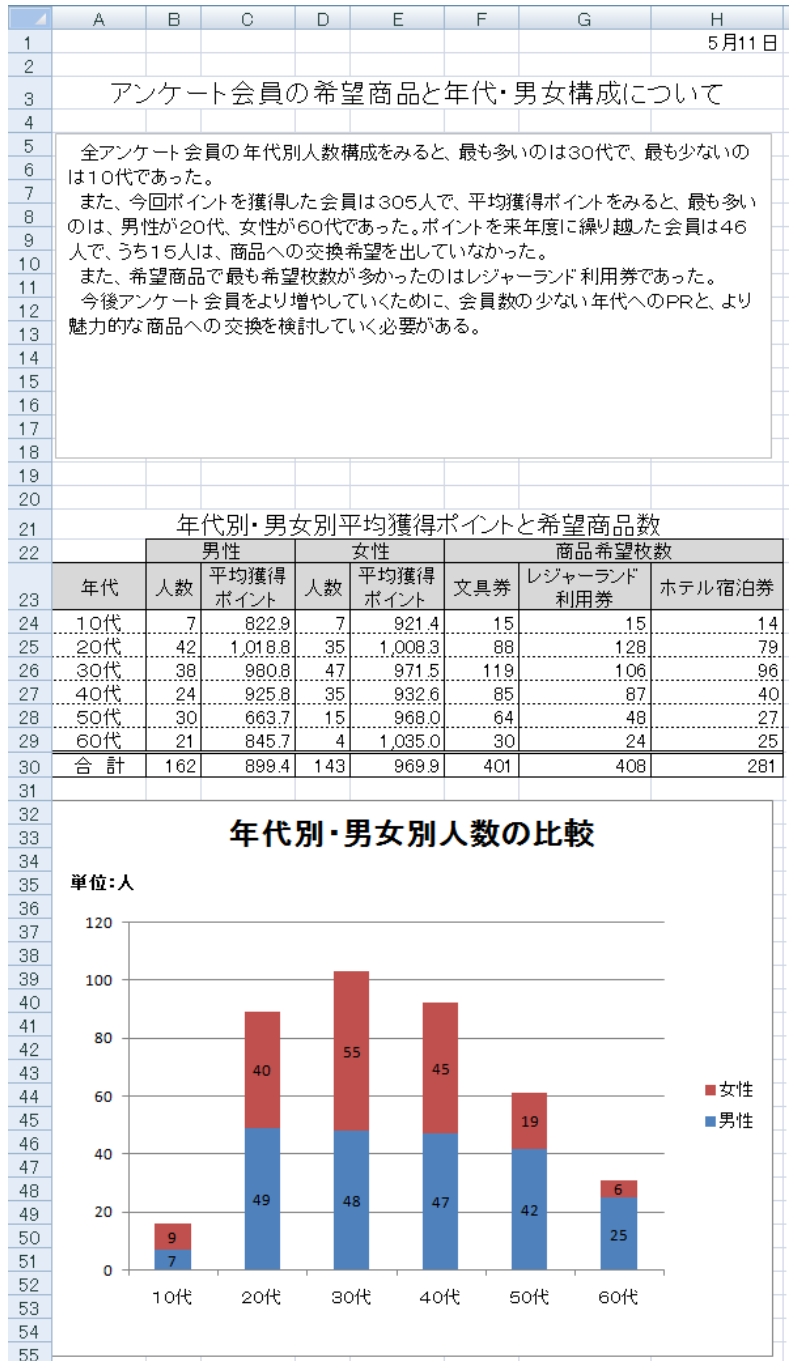 A B C D E F G H
1 5月11日
2
3 アンケート会員の希望商品と年代・男女構成について
4
5 全アンケート会員の年代別人数構成をみると、最も多いのは30代で、最も少ないの
6 は10代であった。
7 また、今回ポイントを獲得した会員は305人で、平均獲得ポイントをみると、最も多い
8 のは、男性が20代、女性が60代であった。ポイントを来年度に繰り越した会員は46
9 人で、うち15人は、商品への交換希望を出していなかった。
10 また、希望商品で最も希望枚数が多かったのはレジャーランド利用券であった。
11 今後アンケート会員をより増やしていくために、会員数の少ない年代へのPRと、より
12 魅力的な商品への交換を検討していく必要がある。
13
14
15
16
17
18
19
20
21 年代別・男女別平均獲得ポイントと希望商品数
22 男性 女性 商品希望枚数
23 年代 人数 平均獲得ポイント 人数 平均獲得ポイント 文具券 レジャーランド利用券 ホテル宿泊券
24 10代 7 822.9 7 921.4 15 15 14
25 20代 42 1,018.8 35 1,008.3 88 128 79
26 30代 38 980.8 47 971.5 119 106 96
27 40代 24 925.8 35 932.6 85 87 40
28 50代 30 663.7 15 968.0 64 48 27
29 60代 21 845.7 4 1,035.0 30 24 25
30 合 計 162 899.4 143 969.9 401 408 281
31
32
33 年代別・男女別人数の比較
34
35 単位:人
36
37 120
38
39 100
40
41 80
42
43 40 55 45
44 60 女性
45 19 男性
46 40
47
48 49 48 47 42 6
49 20
50 9 25
51 7 0
52 10代 20代 30代 40代 50代 60代
53
54
55